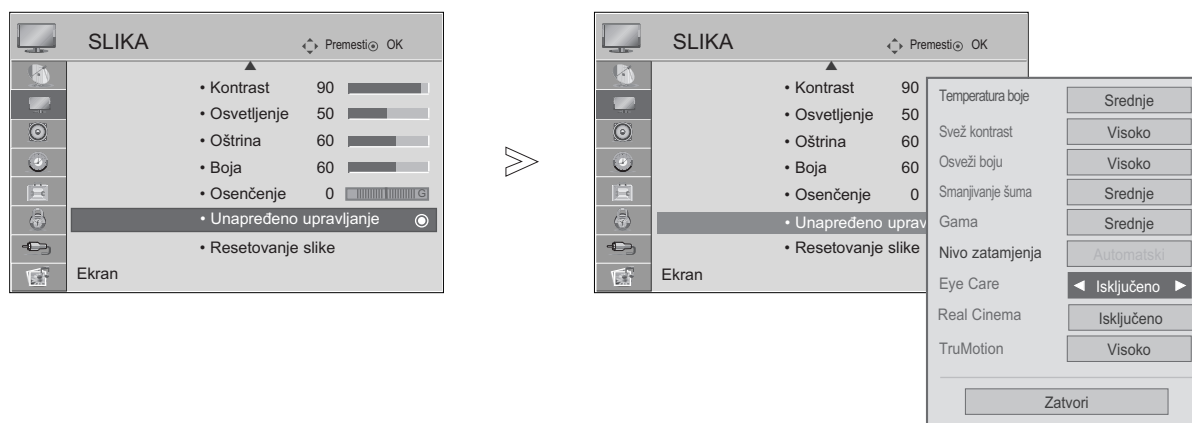 SLIKA
Premesti OK
• Kontrast 90
• Osvetljenje 50
• Oštrina 60
• Boja 60
• Osenčenje 0 G
• Unapređeno upravljanje
• Resetovanje slike
Ekran
SLIKA
Premesti OK
• Kontrast 90
• Osvetljenje 50
• Oštrina 60
• Boja 60
• Osenčenje 0
• Unapređeno uprav
• Resetovanje slike
Ekran
Temperatura boje Srednje
Svež kontrast Visoko
Osveži boju Visoko
Smanjivanje šuma Srednje
Gama Srednje
Nivo zatamjenja Automatski
Eye Care ◄ Isključeno ►
Real Cinema Isključeno
TruMotion Visoko
Zatvori